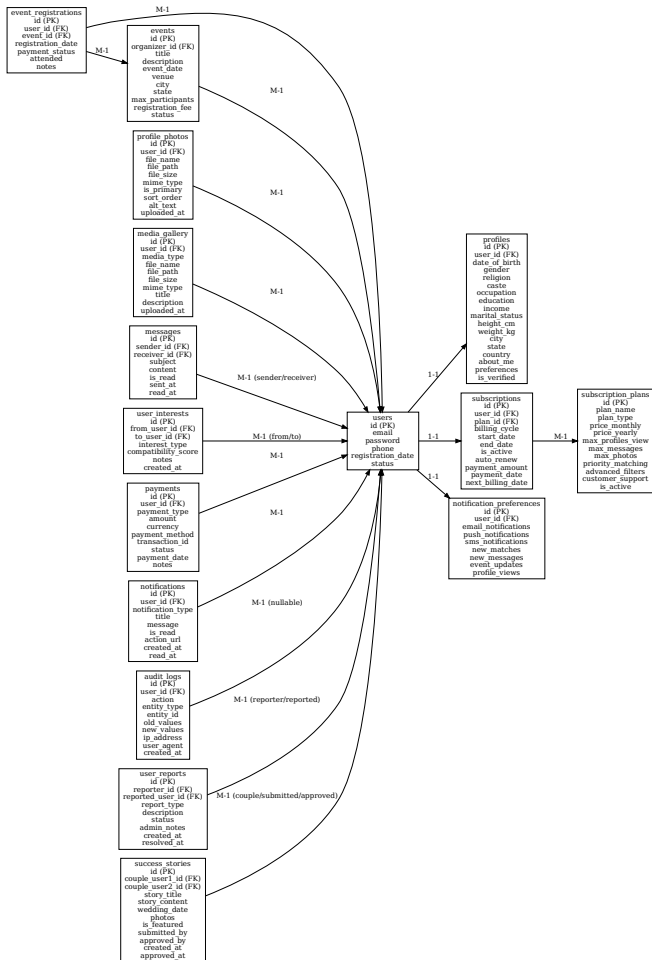 event_registrations
id (PK)
user_id (FK)
event_id (FK)
registration_date
payment_status
attended
notes
M-1
M-1
events
id (PK)
organizer_id (FK)
title
description
event_date
venue
city
state
max_participants
registration_fee
status
M-1
profile_photos
id (PK)
user_id (FK)
file_name
file_path
file_size
mime_type
is_primary
sort_order
alt_text
uploaded_at
M-1
media_gallery
id (PK)
user_id (FK)
media_type
file_name
file_path
file_size
mime_type
title
description
uploaded_at
M-1
messages
id (PK)
sender_id (FK)
receiver_id (FK)
subject
content
is_read
sent_at
read_at
M-1 (sender/receiver)
user_interests
id (PK)
from_user_id (FK)
to_user_id (FK)
interest_type
compatibility_score
notes
created_at
M-1 (from/to)
M-1
payments
id (PK)
user_id (FK)
payment_type
amount
currency
payment_method
transaction_id
status
payment_date
notes
M-1
notifications
id (PK)
user_id (FK)
notification_type
title
message
is_read
action_url
created_at
read_at
M-1 (nullable)
audit_logs
id (PK)
user_id (FK)
action
entity_type
entity_id
old_values
new_values
ip_address
user_agent
created_at
M-1 (reporter/reported)
user_reports
id (PK)
reporter_id (FK)
reported_user_id (FK)
report_type
description
status
admin_notes
created_at
resolved_at
M-1 (couple/submitted/approved)
success_stories
id (PK)
couple_user1_id (FK)
couple_user2_id (FK)
story_title
story_content
wedding_date
photos
is_featured
submitted_by
approved_by
created_at
approved_at
users
id (PK)
email
password
phone
registration_date
status
1-1
1-1
1-1
profiles
id (PK)
user_id (FK)
date_of_birth
gender
religion
caste
occupation
education
income
marital_status
height_cm
weight_kg
city
state
country
about_me
preferences
is_verified
subscriptions
id (PK)
user_id (FK)
plan_id (FK)
billing_cycle
start_date
end_date
is_active
auto_renew
payment_amount
payment_date
next_billing_date
M-1
subscription_plans
id (PK)
plan_name
plan_type
price_monthly
price_yearly
max_profiles_view
max_messages
max_photos
priority_matching
advanced_filters
customer_support
is_active
notification_preferences
id (PK)
user_id (FK)
email_notifications
push_notifications
sms_notifications
new_matches
new_messages
event_updates
profile_views